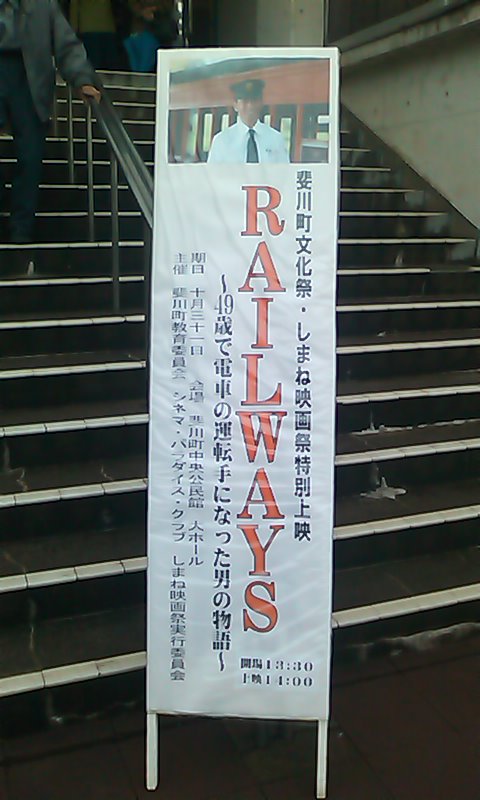 斐川町文化祭・しまね映画祭特別上映
RAILWAYS
〜49歳で電車の運転手になった男の物語〜
期日 十月三十一日 会場 斐川町中央公民館 大ホール
主催 斐川町教育委員会 シネマ・パラダイス・クラブ しまね映画祭実行委員会
開場13:30
上映14:00